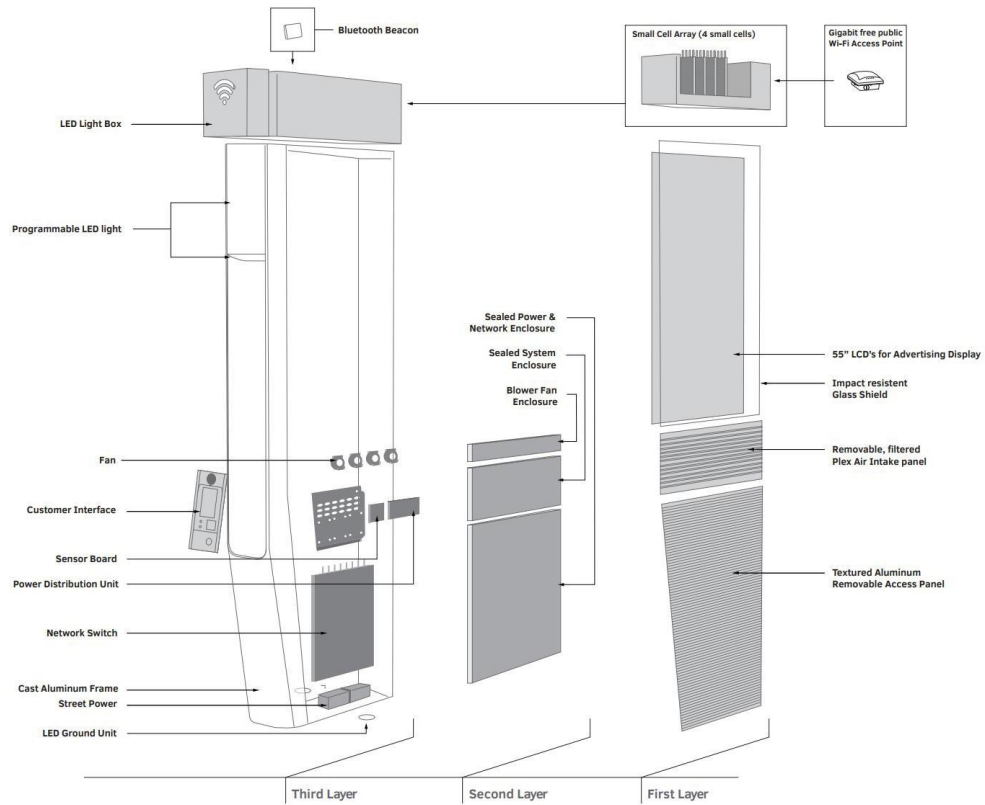 Bluetooth Beacon
Small Cell Array (4 small cells)
Gigabit free public
Wi-Fi Access Point
LED Light Box
Programmable LED light
Sealed Power &
Network Enclosure
Sealed System
Enclosure
Blower Fan
Enclosure
55" LCD's for Advertising Display
Impact resistent
Glass Shield
Removable, filtered
Plex Air Intake panel
Fan
Customer Interface
Sensor Board
Power Distribution Unit
Textured Aluminum
Removable Access Panel
Network Switch
Cast Aluminum Frame
Street Power
LED Ground Unit
Third Layer
Second Layer
First Layer